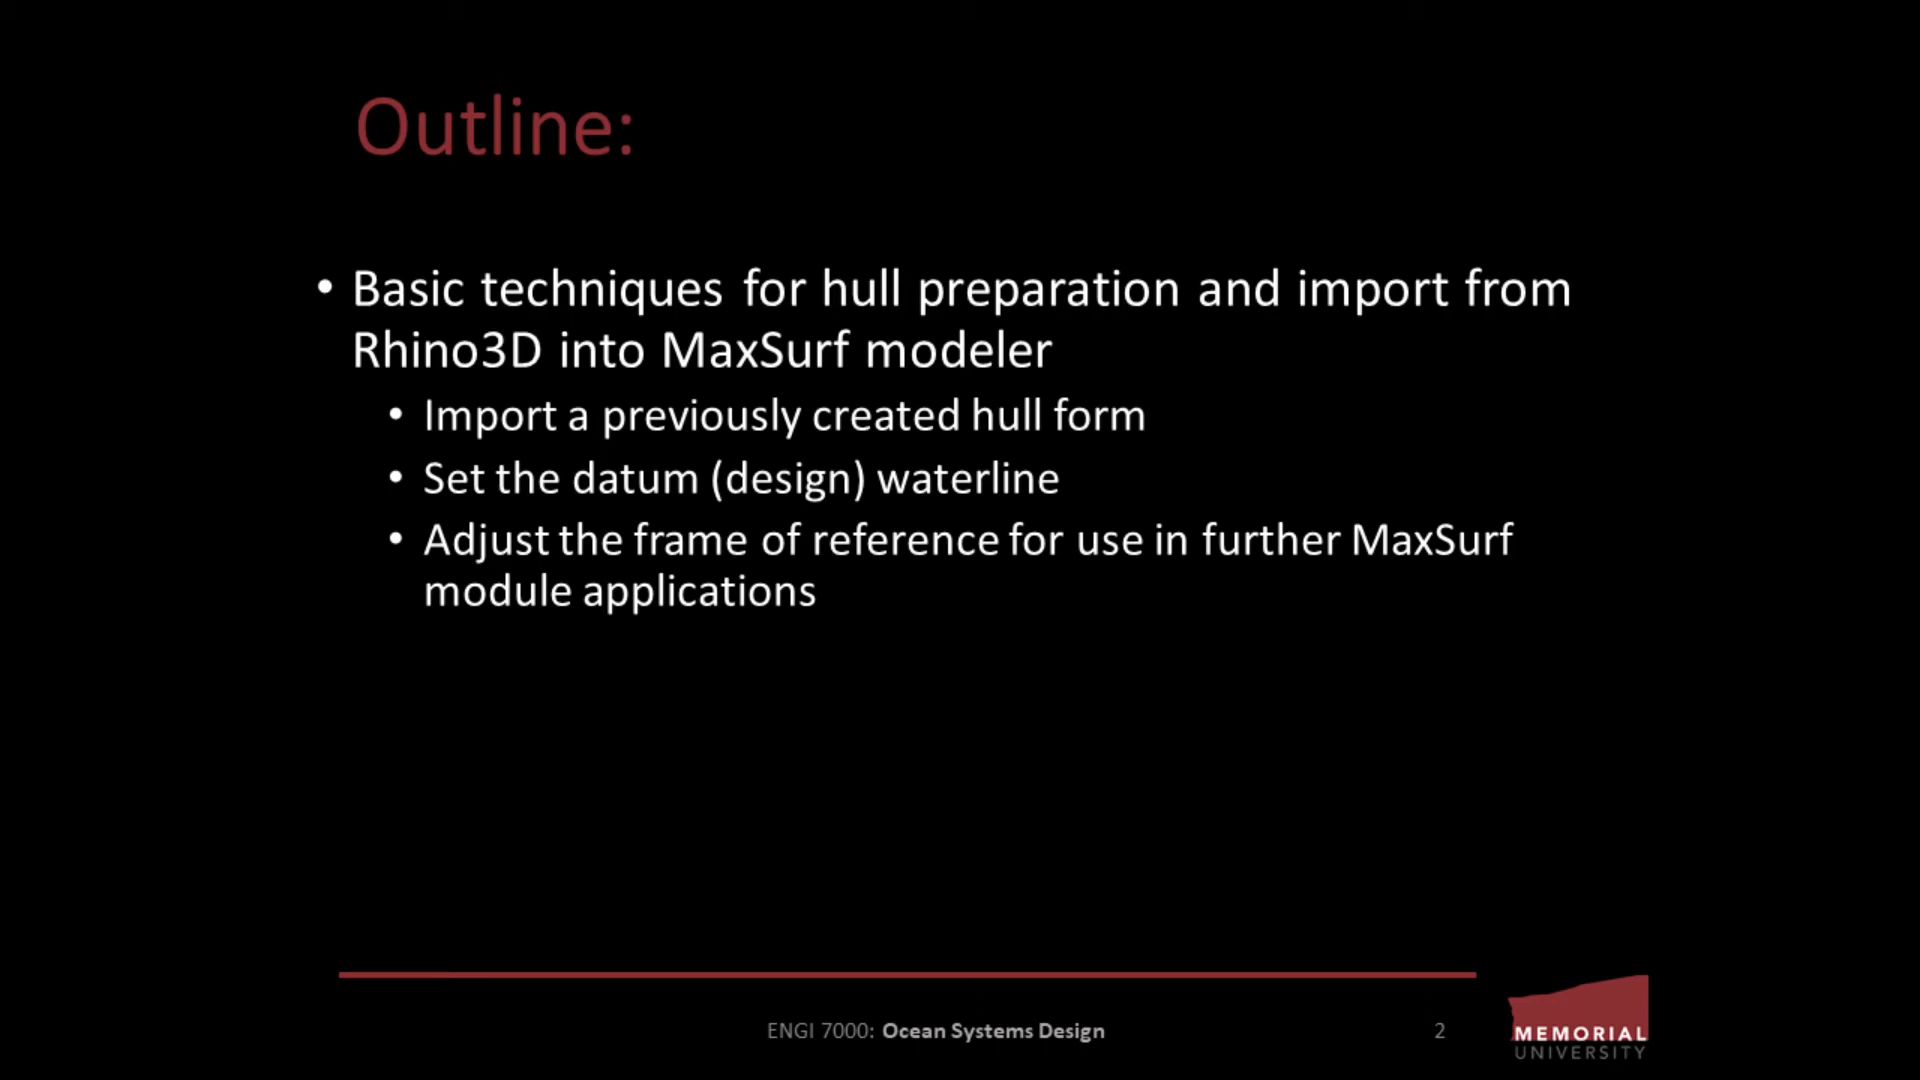 Outline:
• Basic techniques for hull preparation and import from
Rhino3D into MaxSurf modeler
• Import a previously created hull form
• Set the datum (design) waterline
• Adjust the frame of reference for use in further MaxSurf
module applications
ENGI 7000: Ocean Systems Design
2
MEMORIAL
UNIVERSITY